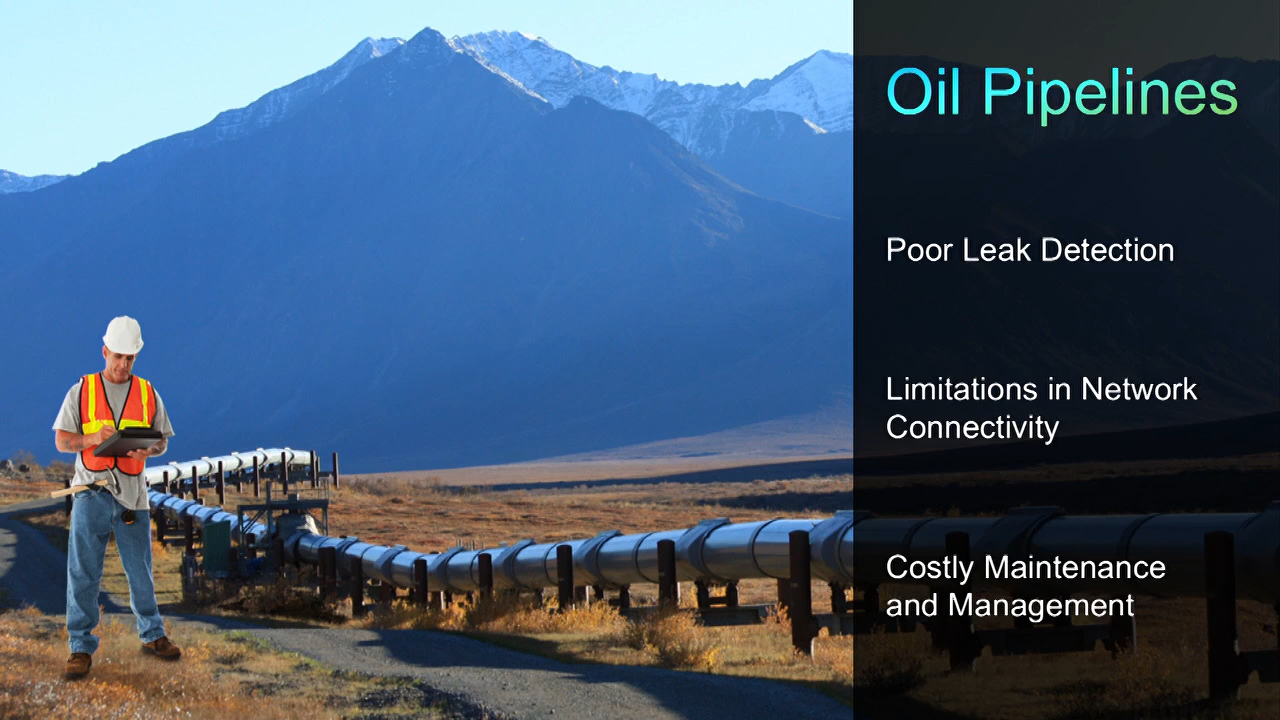 Oil Pipelines
Poor Leak Detection
Limitations in Network
Connectivity
Costly Maintenance
and Management